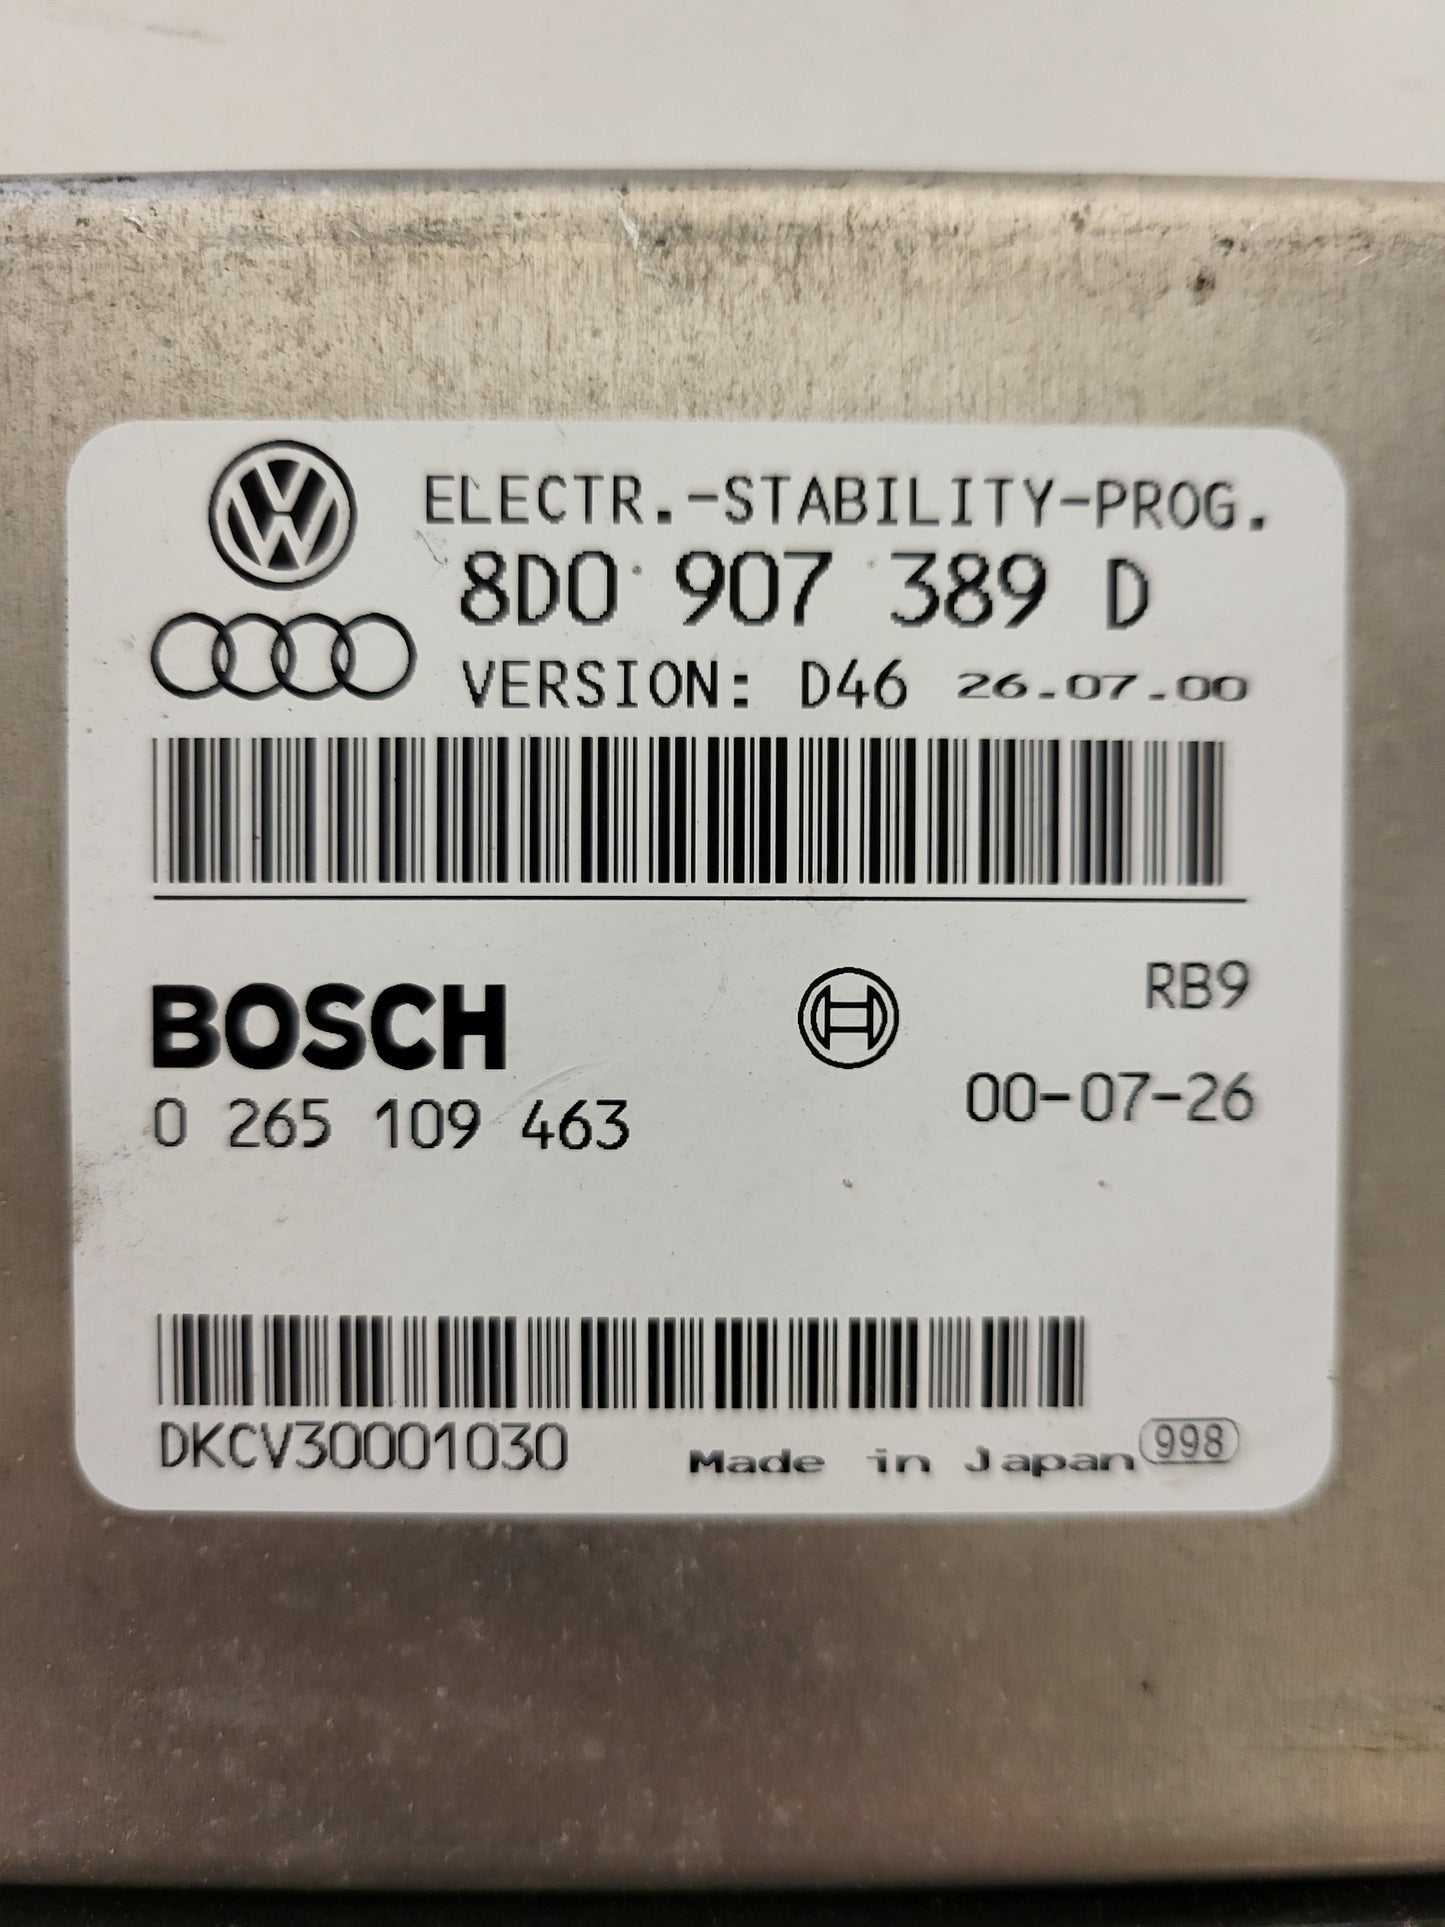 ELECTR.-STABILITY-PROG.
8D0 907 389 D
VERSION: D46 26.07.00
BOSCH
RB9
0 265 109 463
00-07-26
DKCV30001030
Made in Japan 998